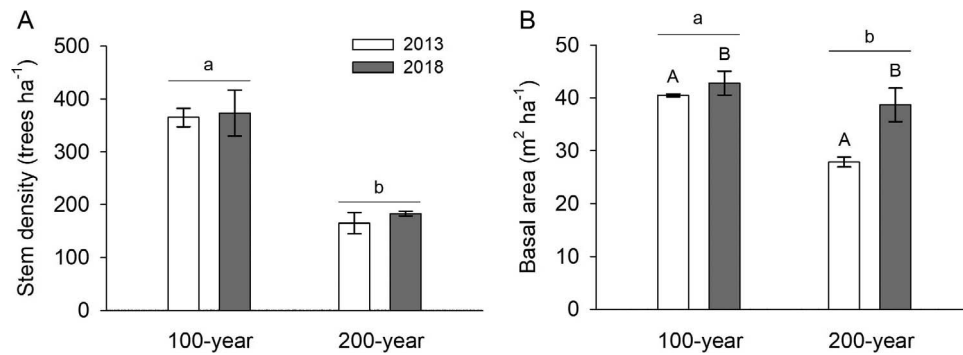 A
Stem density (trees ha⁻¹)
500
400
300
200
100
0
a
b
2013
2018
100-year
200-year
B
Basal area (m² ha⁻¹)
50
40
30
20
10
0
a
b
A
B
A
B
100-year
200-year